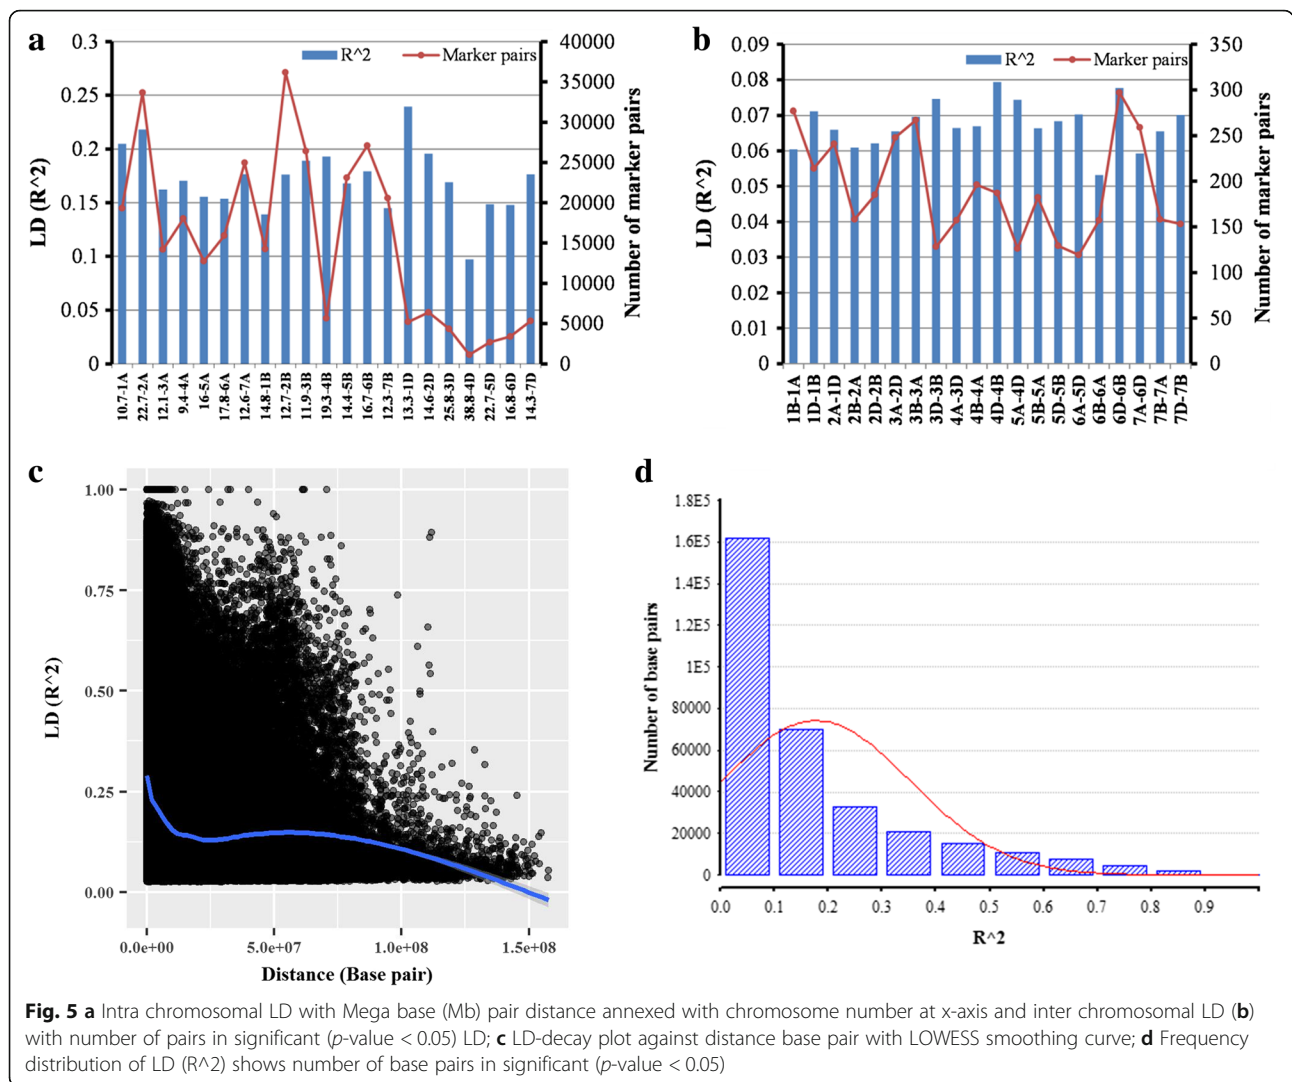 a
0.3
0.25
0.2
0.15
0.1
0.05
0
LD (R^2)
R^2
Marker pairs
40000
35000
30000
25000
20000
15000
10000
5000
0
Number of marker pairs
10.7-1A
22.7-2A
12.1-3A
9.4-4A
16-5A
17.8-6A
12.6-7A
14.8-1B
12.7-2B
11.9-3B
19.3-4B
14.4-5B
16.7-6B
12.3-7B
13.3-1D
14.6-2D
25.8-3D
38.8-4D
22.7-5D
16.8-6D
14.3-7D
b
0.09
0.08
0.07
0.06
0.05
0.04
0.03
0.02
0.01
0
LD (R^2)
R^2
Marker pairs
350
300
250
200
150
100
50
0
Number of marker pairs
1B-1A
1D-1B
2A-1D
2B-2A
2D-2B
3A-2D
3B-3A
3D-3B
4A-3D
4B-4A
4D-4B
5A-4D
5B-5A
5D-5B
6A-5D
6B-6A
6D-6B
7A-6D
7B-7A
7D-7B
c
1.00
0.75
0.50
0.25
0.00
LD (R^2)
0.0e+00
5.0e+07
1.0e+08
1.5e+08
Distance (Base pair)
d
1.8E5
1.6E5
1.4E5
1.2E5
1E5
80000
60000
40000
20000
0
Number of base pairs
0.0
0.1
0.2
0.3
0.4
0.5
0.6
0.7
0.8
0.9
R^2
Fig. 5 a Intra chromosomal LD with Mega base (Mb) pair distance annexed with chromosome number at x-axis and inter chromosomal LD (b)
with number of pairs in significant (p-value < 0.05) LD; c LD-decay plot against distance base pair with LOWESS smoothing curve; d Frequency
distribution of LD (R^2) shows number of base pairs in significant (p-value < 0.05)